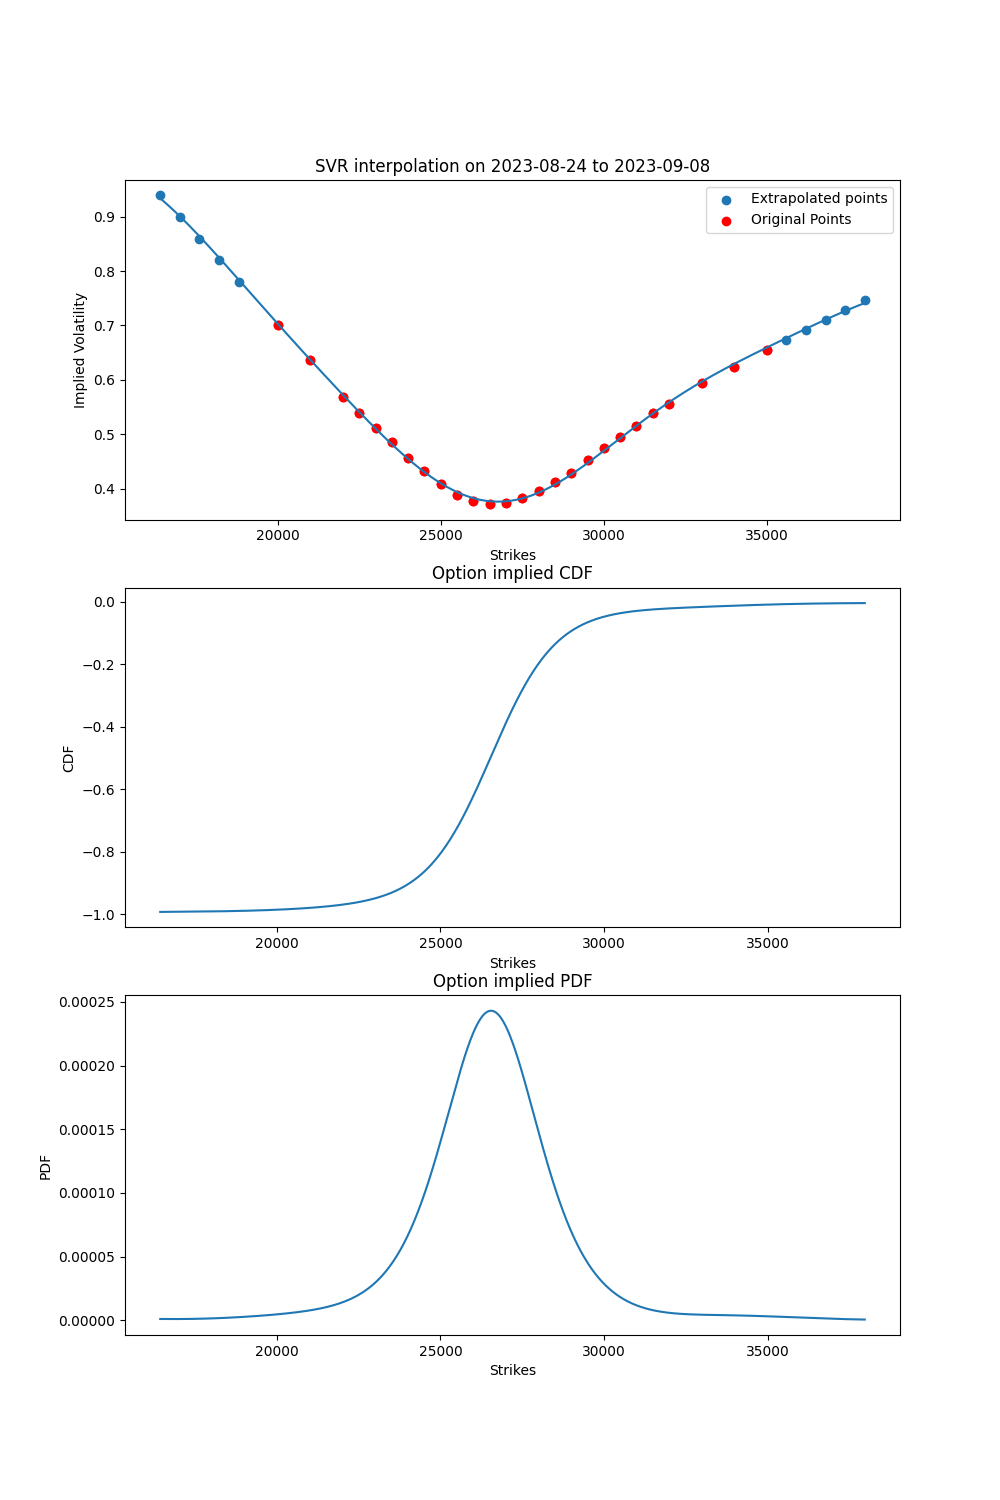 SVR interpolation on 2023-08-24 to 2023-09-08
Extrapolated points
Original Points
0.9
0.8
0.7
0.6
0.5
0.4
Implied Volatility
20000 25000 30000 35000
Strikes
Option implied CDF
0.0
−0.2
−0.4
−0.6
−0.8
−1.0
CDF
20000 25000 30000 35000
Strikes
Option implied PDF
0.00025
0.00020
0.00015
0.00010
0.00005
0.00000
PDF
20000 25000 30000 35000
Strikes